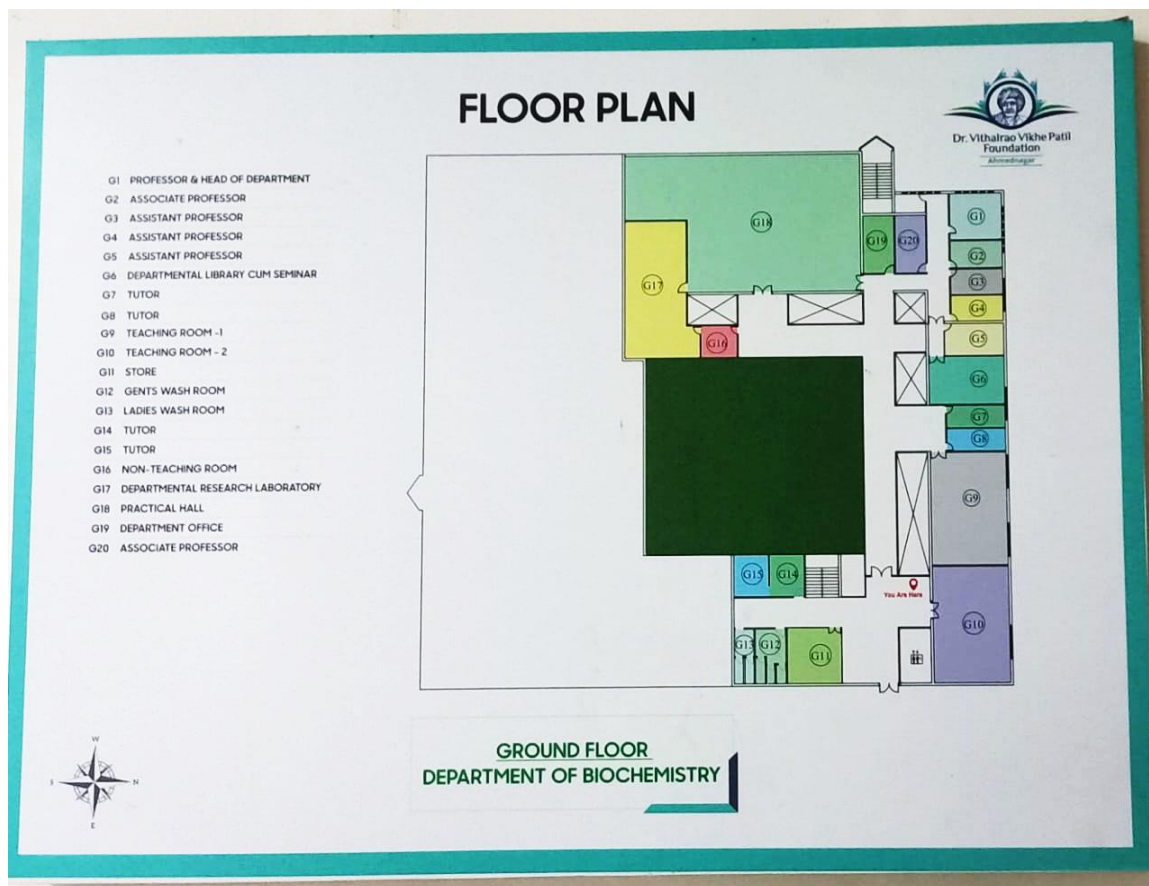 FLOOR PLAN
Dr. Vithalrao Vikhe Patil
Foundation
Ahmednagar
G1 PROFESSOR & HEAD OF DEPARTMENT
G2 ASSOCIATE PROFESSOR
G3 ASSISTANT PROFESSOR
G4 ASSISTANT PROFESSOR
G5 ASSISTANT PROFESSOR
G6 DEPARTMENTAL LIBRARY CUM SEMINAR
G7 TUTOR
G8 TUTOR
G9 TEACHING ROOM -1
G10 TEACHING ROOM - 2
G11 STORE
G12 GENTS WASH ROOM
G13 LADIES WASH ROOM
G14 TUTOR
G15 TUTOR
G16 NON-TEACHING ROOM
G17 DEPARTMENTAL RESEARCH LABORATORY
G18 PRACTICAL HALL
G19 DEPARTMENT OFFICE
G20 ASSOCIATE PROFESSOR
G18
G19
G20
G1
G2
G3
G4
G5
G6
G7
G8
G9
G10
G17
G16
G15
G14
You Are Here
G13
G12
G11
W
S
N
E
GROUND FLOOR
DEPARTMENT OF BIOCHEMISTRY